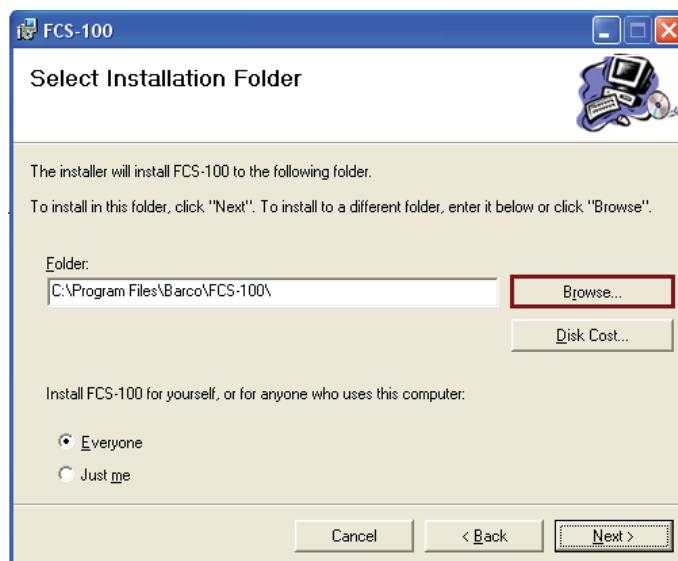 FCS-100
Select Installation Folder
The installer will install FCS-100 to the following folder.
To install in this folder, click "Next". To install to a different folder, enter it below or click "Browse".
Folder:
C:\Program Files\Barco\FCS-100\
Browse...
Disk Cost...
Install FCS-100 for yourself, or for anyone who uses this computer:
Everyone
Just me
Cancel
< Back
Next >